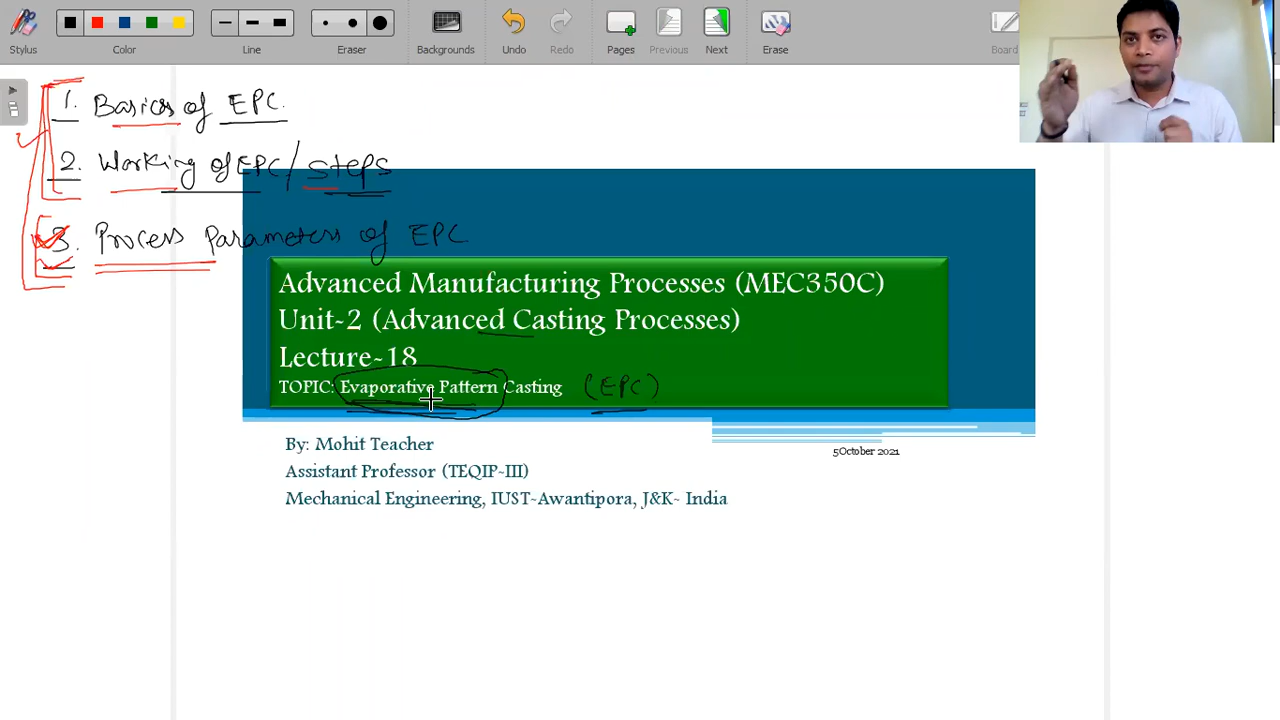 Stylus
Color
Line
Eraser
Backgrounds
Undo
Redo
Pages
Previous
Next
Erase
Board
1. Basics of EPC.
2. Working of EPC/ steps
3. Process Parameters of EPC
Advanced Manufacturing Processes (MEC350C)
Unit-2 (Advanced Casting Processes)
Lecture-18
TOPIC: Evaporative Pattern Casting (EPC)
By: Mohit Teacher
5October 2021
Assistant Professor (TEQIP-III)
Mechanical Engineering, IUST-Awantipora, J&K- India